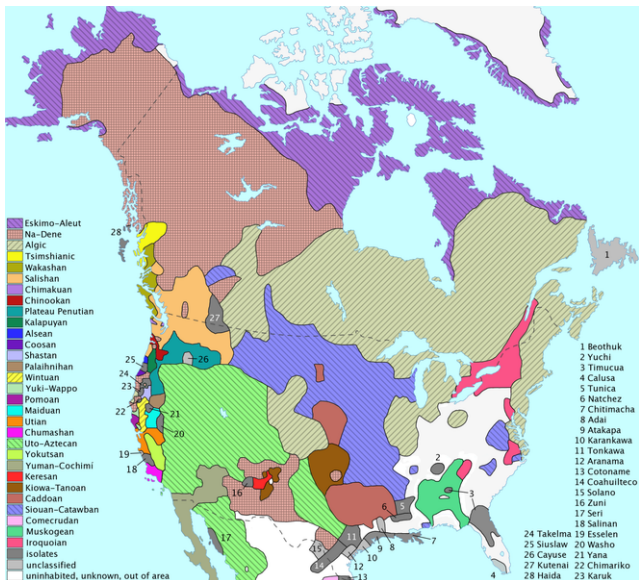 28
1
27
25
24
23
22
26
21
20
19
18
16
17
2
3
6
5
4
7
8
9
10
11
12
13
14
15
Eskimo-Aleut
Na-Dene
Algic
Tsimshianic
Wakashan
Salishan
Chimakuan
Chinookan
Plateau Penutian
Kalapuyan
Alsean
Coosan
Shastan
Palaihnihan
Wintuan
Yuki-Wappo
Pomoan
Maiduan
Utian
Chumashan
Uto-Aztecan
Yokutsan
Yuman-Cochimi
Keresan
Kiowa-Tanoan
Caddoan
Siouan-Catawban
Comecrudan
Muskogean
Iroquoian
isolates
unclassified
uninhabited, unknown, out of area
1 Beothuk
2 Yuchi
3 Timucua
4 Calusa
5 Tunica
6 Natchez
7 Chitimacha
8 Adai
9 Atakapa
10 Karankawa
11 Tonkawa
12 Aranama
13 Cotoname
14 Coahuilteco
15 Solano
16 Zuni
17 Seri
18 Salinan
19 Esselen
20 Washo
21 Yana
22 Chimariko
23 Karuk
24 Takelma
25 Siuslaw
26 Cayuse
27 Kutenai
28 Haida